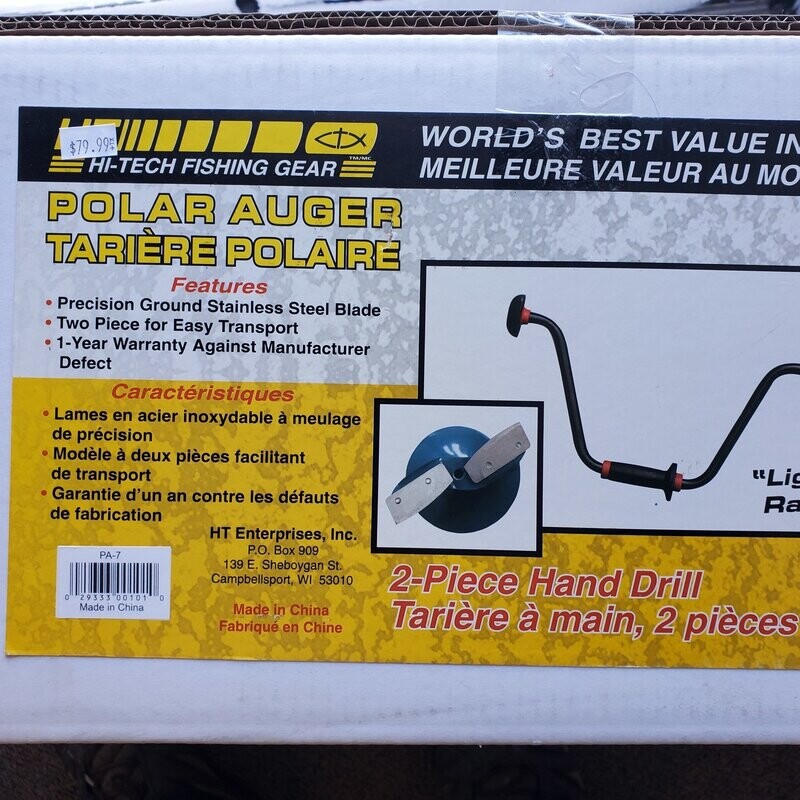 HT
$79.99
HI-TECH FISHING GEAR
TM/MC
WORLD'S BEST VALUE IN
MEILLEURE VALEUR AU MO
POLAR AUGER
TARIÈRE POLAIRE
Features
• Precision Ground Stainless Steel Blade
• Two Piece for Easy Transport
• 1-Year Warranty Against Manufacturer
Defect
Caractéristiques
• Lames en acier inoxydable à meulage
de précision
• Modèle à deux pièces facilitant
de transport
• Garantie d'un an contre les défauts
de fabrication
HT Enterprises, Inc.
P.O. Box 909
139 E. Sheboygan St.
Campbellsport, WI 53010
Made in China
Fabriqué en Chine
PA-7
0 29333 00101 0
Made in China
"Lig
Ra
2-Piece Hand Drill
Tarière à main, 2 pièces